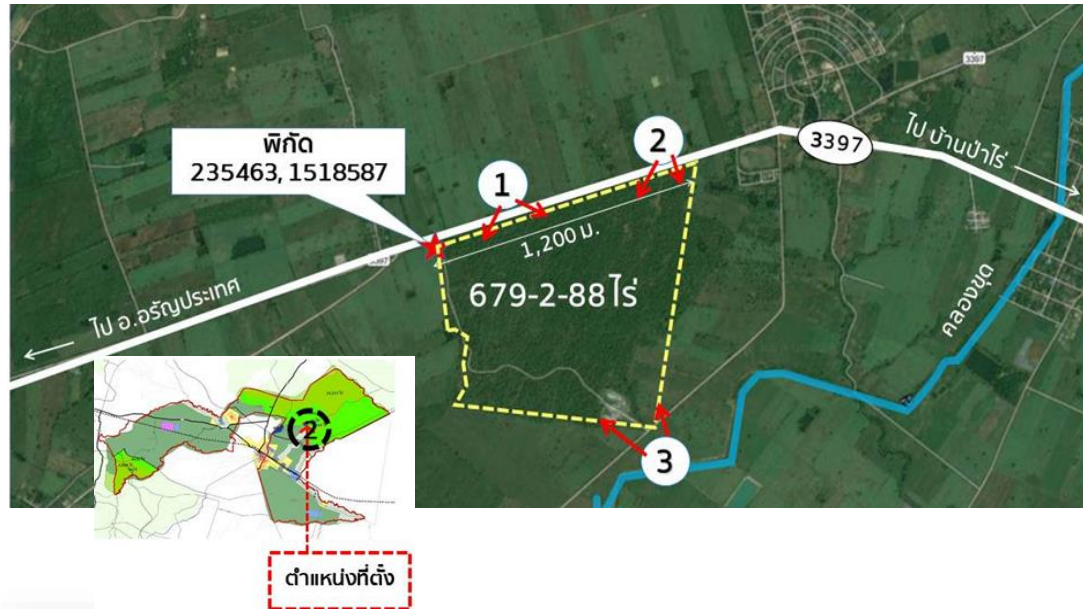 3397
พิกัด
235463, 1518587
1
2
3397
ไป บ้านป่าไร่
1,200 ม.
3397
679-2-88 ไร่
ไป อ.อรัญประเทศ
คลองขุด
2
3
ตำแหน่งที่ตั้ง